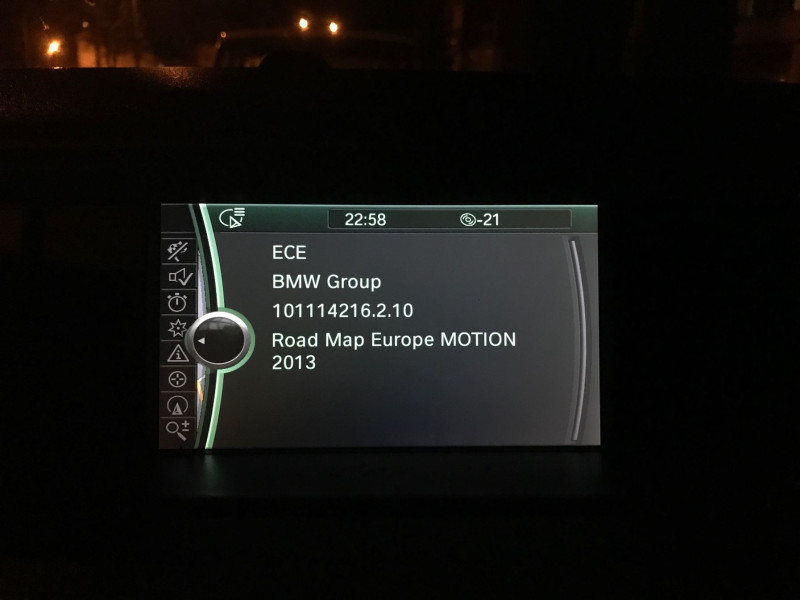 22:58 -21
ECE
BMW Group
101114216.2.10
Road Map Europe MOTION
2013